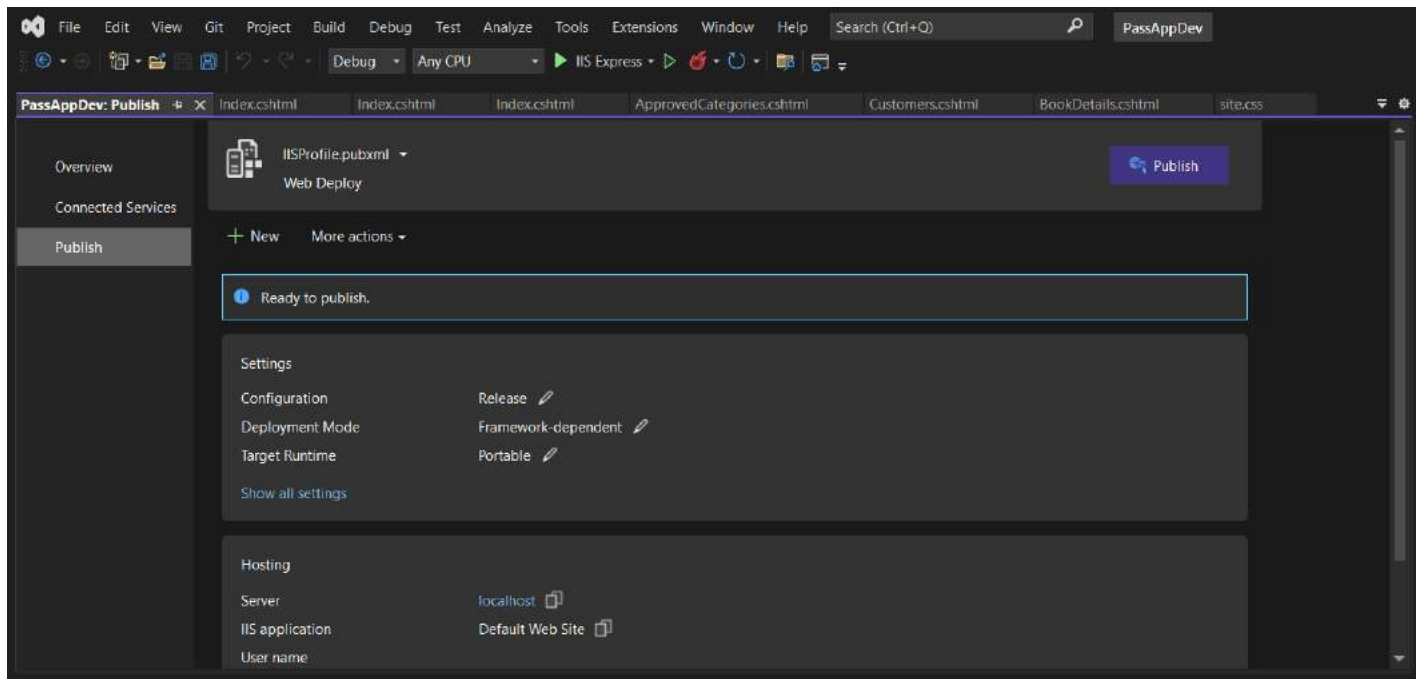 File Edit View Git Project Build Debug Test Analyze Tools Extensions Window Help Search (Ctrl+Q) PassAppDev
Debug Any CPU IIS Express
PassAppDev: Publish Index.cshtml Index.cshtml Index.cshtml ApprovedCategories.cshtml Customers.cshtml BookDetails.cshtml site.css
Overview
Connected Services
Publish
IISProfile.pubxml
Web Deploy
Publish
New More actions
Ready to publish.
Settings
Configuration Release
Deployment Mode Framework-dependent
Target Runtime Portable
Show all settings
Hosting
Server localhost
IIS application Default Web Site
User name